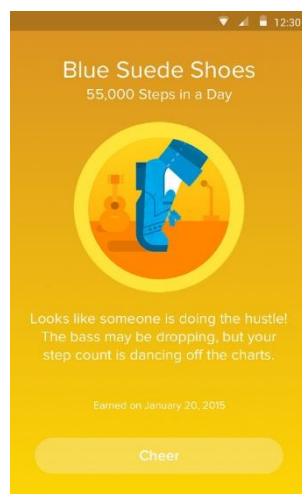 12:30
Blue Suede Shoes
55,000 Steps in a Day
Looks like someone is doing the hustle!
The bass may be dropping, but your
step count is dancing off the charts.
Earned on January 20, 2015
Cheer